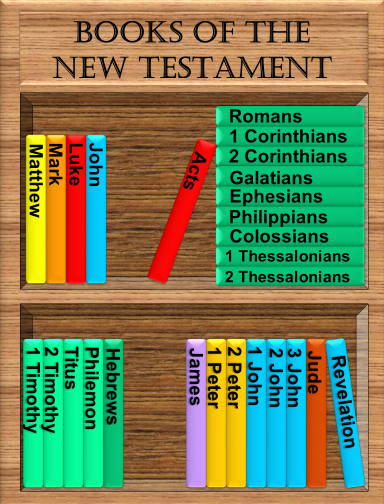 BOOKS OF THE
NEW TESTAMENT
Matthew
Mark
Luke
John
Acts
Romans
1 Corinthians
2 Corinthians
Galatians
Ephesians
Philippians
Colossians
1 Thessalonians
2 Thessalonians
1 Timothy
2 Timothy
Titus
Philemon
Hebrews
James
1 Peter
2 Peter
1 John
2 John
3 John
Jude
Revelation